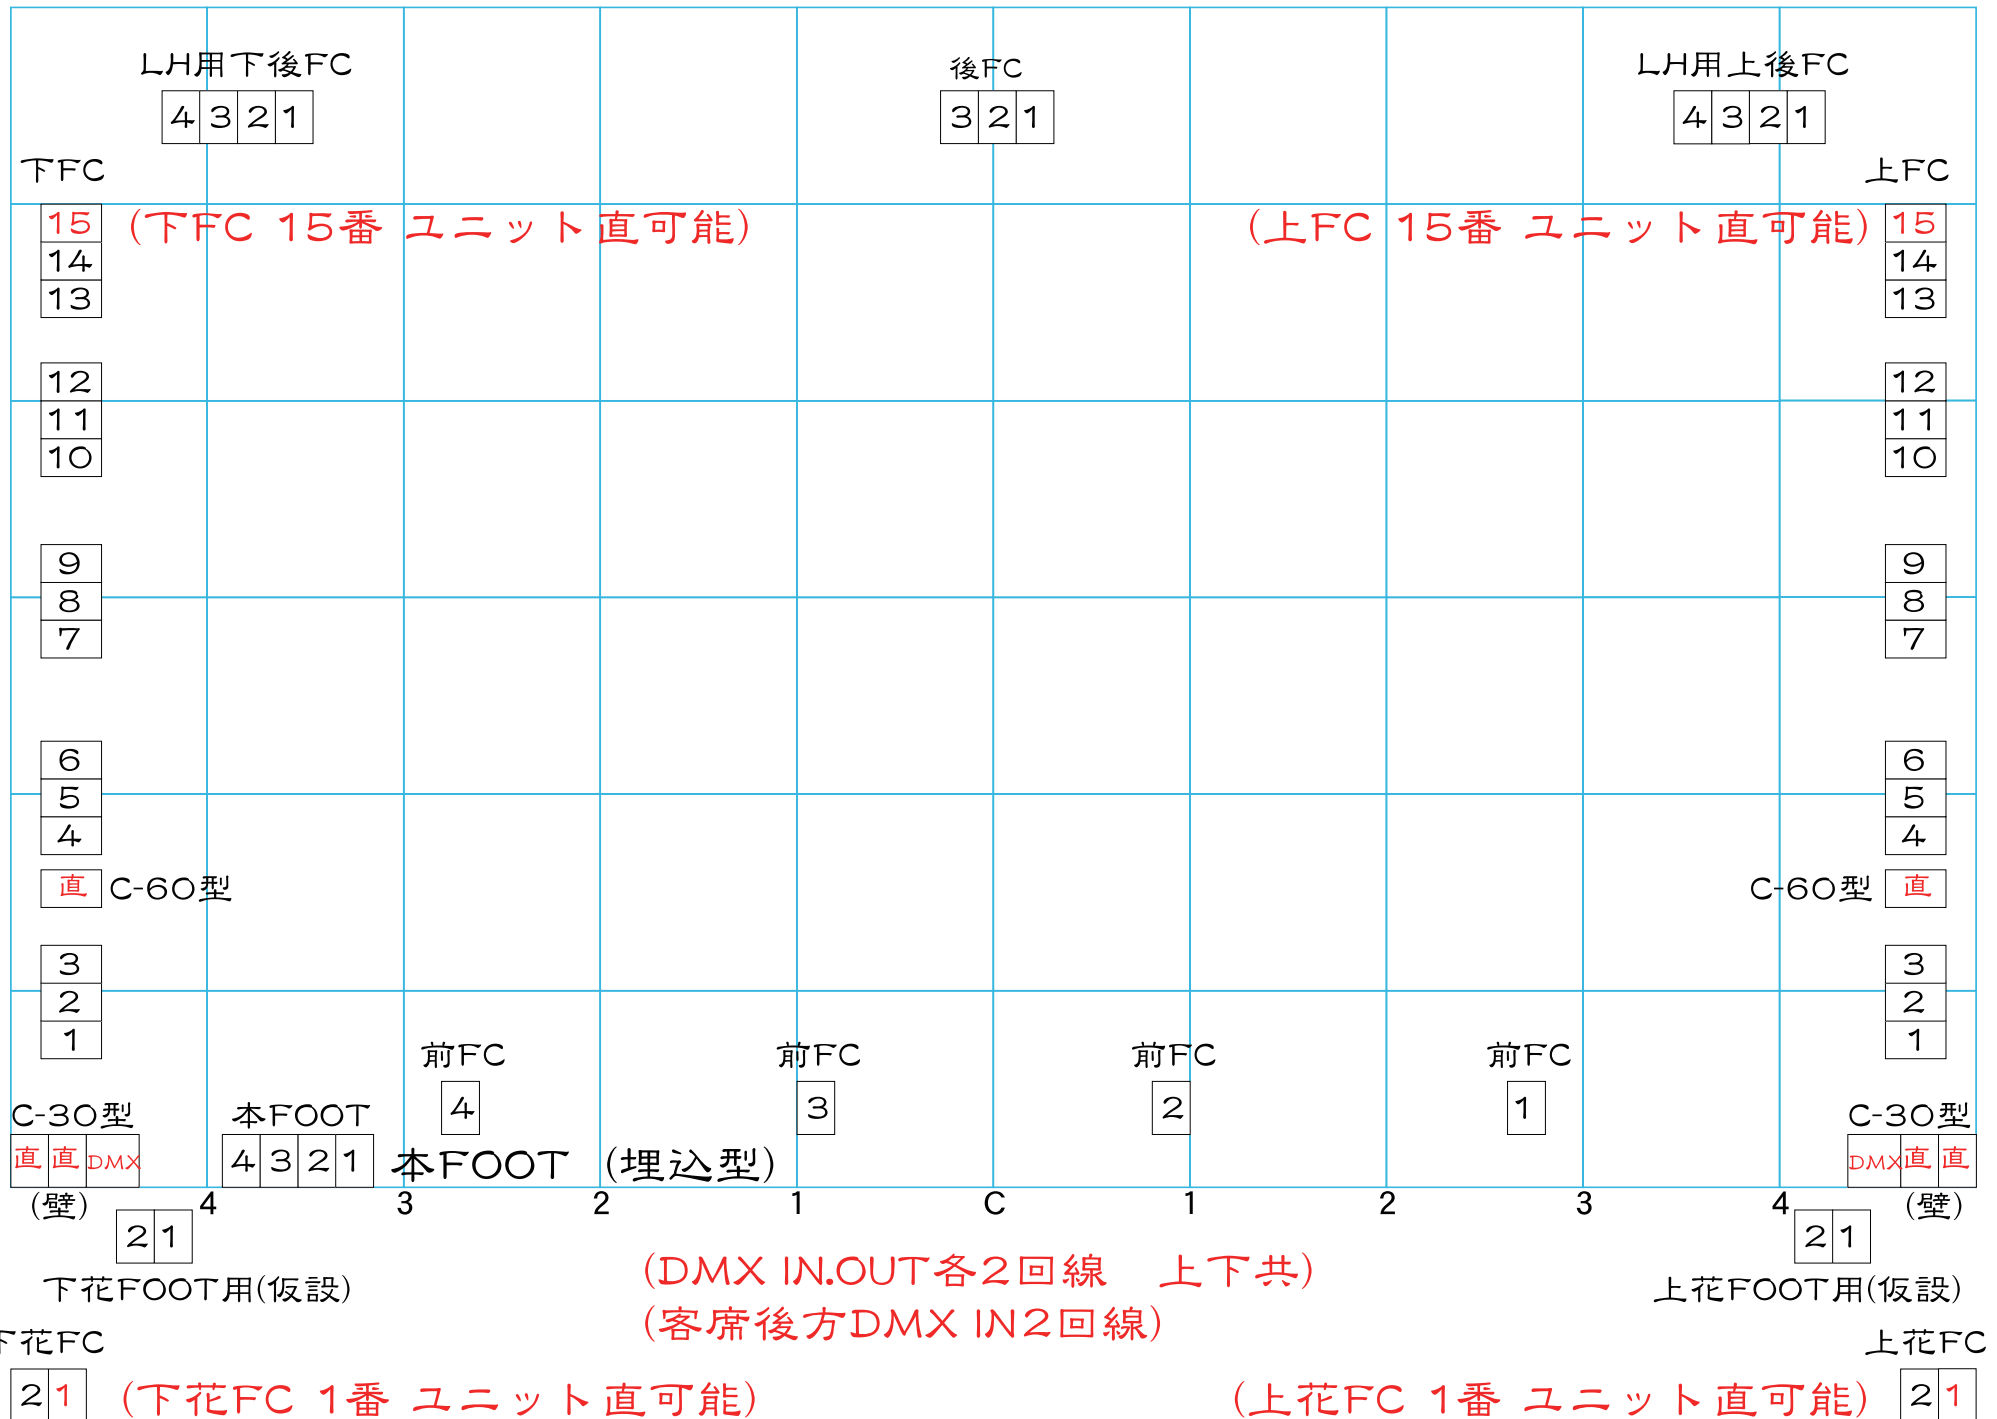 LH用下後FC
後FC
LH用上後FC
4 3 2 1
3 2 1
4 3 2 1
下FC
上FC
15 (下FC 15番 ユニット直可能)
(上FC 15番 ユニット直可能) 15
14
14
13
13
12
12
11
11
10
10
9
9
8
8
7
7
6
6
5
5
4
4
直 C-60型
C-60型 直
3
3
2
2
1
1
前FC
前FC
前FC
前FC
4
3
2
1
C-30型
本FOOT
C-30型
直 直 DMX
4 3 2 1 本FOOT (埋込型)
DMX 直 直
(壁)
4 3 2 1 C 1 2 3 4
(壁)
2 1
2 1
下花FOOT用(仮設)
(DMX IN.OUT各2回線 上下共)
上花FOOT用(仮設)
(客席後方DMX IN2回線)
下花FC
上花FC
2 1 (下花FC 1番 ユニット直可能)
(上花FC 1番 ユニット直可能) 2 1